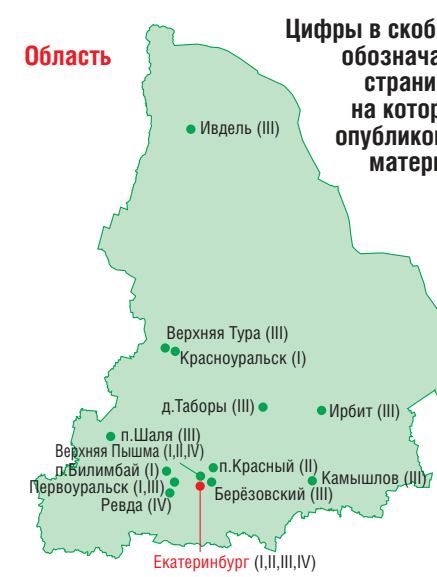 Область
Цифры в скоб
обознача
страни
на котор
опубликов
матери
Ивдель (III)
Верхняя Тура (III)
Красноуральск (I)
д.Таборы (III)
Ирбит (III)
п.Шаля (III)
Верхняя Пышма (I,II,IV)
п.Билимбай (I)
п.Красный (II)
Камышлов (III)
Первоуральск (I,III)
Берёзовский (III)
Ревда (IV)
Екатеринбург (I,II,III,IV)